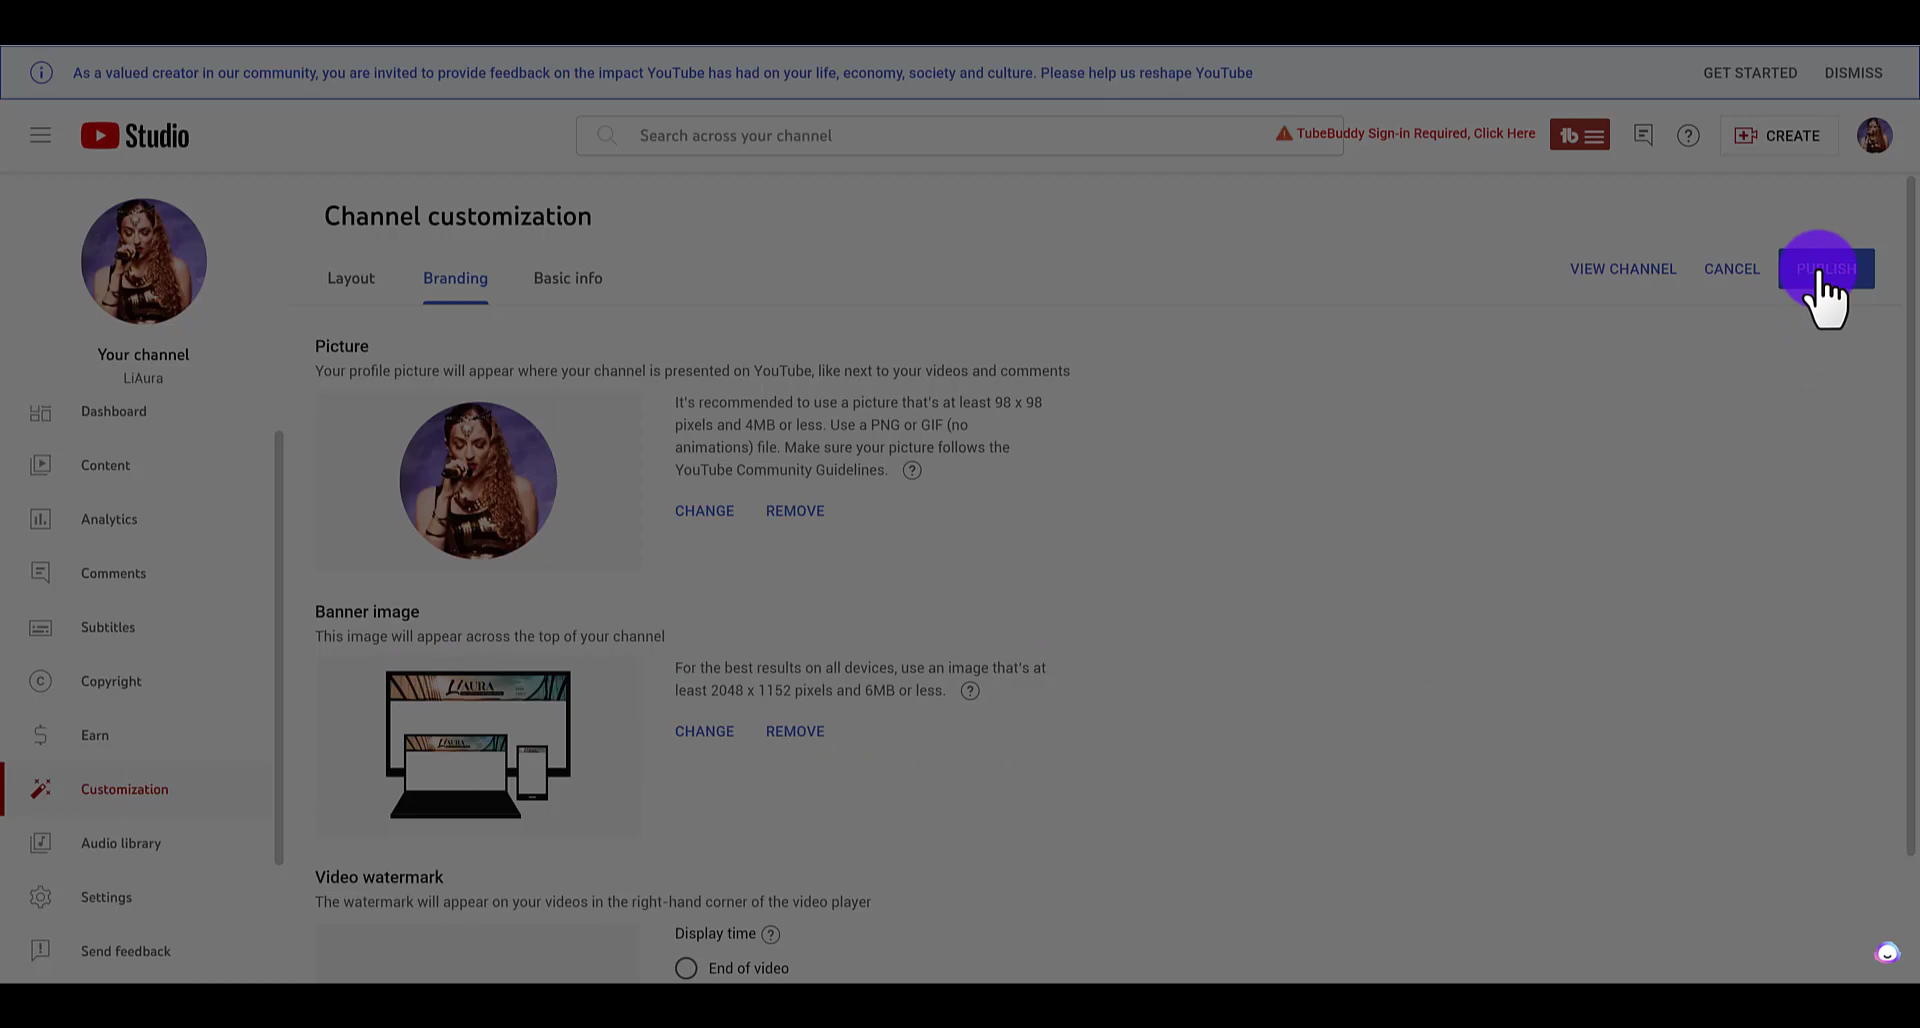 As a valued creator in our community, you are invited to provide feedback on the impact YouTube has had on your life, economy, society and culture. Please help us reshape YouTube
GET STARTED
DISMISS
Studio
Search across your channel
TubeBuddy Sign-in Required, Click Here
tb
CREATE
Channel customization
Layout
Branding
Basic info
VIEW CHANNEL
CANCEL
PUBLISH
Your channel
LiAura
Dashboard
Content
Analytics
Comments
Subtitles
Copyright
Earn
Customization
Audio library
Settings
Send feedback
Picture
Your profile picture will appear where your channel is presented on YouTube, like next to your videos and comments
It's recommended to use a picture that's at least 98 x 98
pixels and 4MB or less. Use a PNG or GIF (no
animations) file. Make sure your picture follows the
YouTube Community Guidelines.
CHANGE
REMOVE
Banner image
This image will appear across the top of your channel
LIAURA
LIAURA
For the best results on all devices, use an image that's at
least 2048 x 1152 pixels and 6MB or less.
CHANGE
REMOVE
Video watermark
The watermark will appear on your videos in the right-hand corner of the video player
Display time
End of video